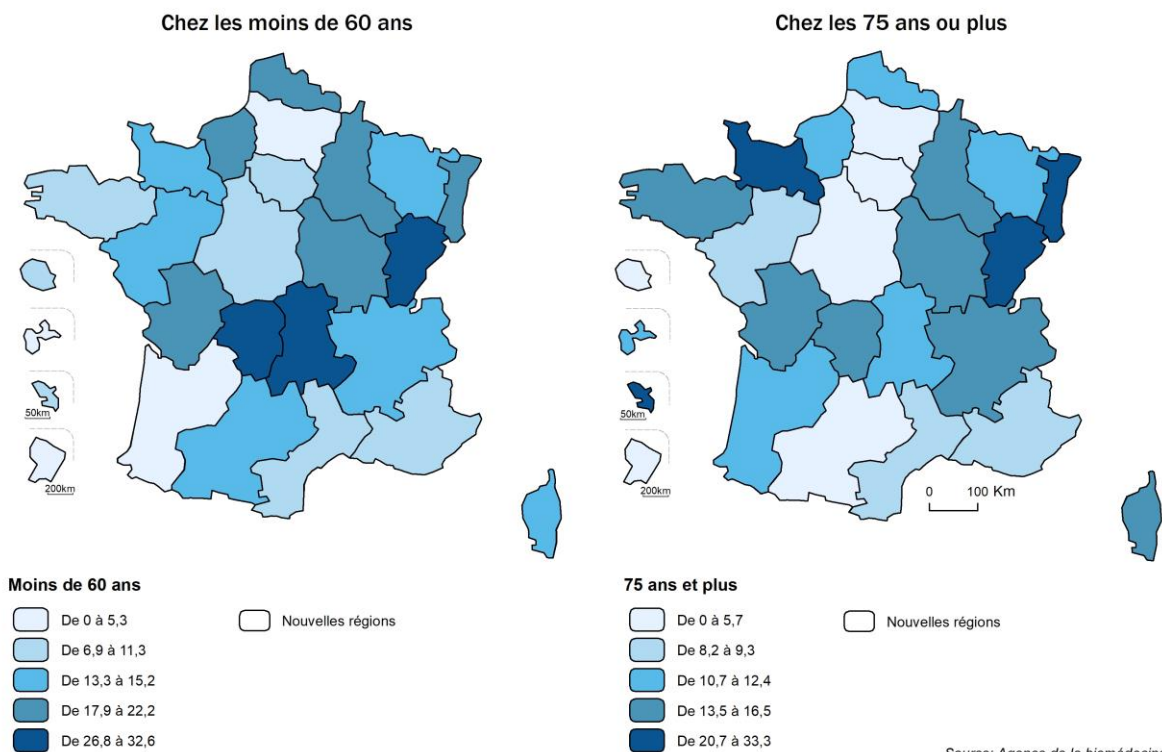 Chez les moins de 60 ans
Chez les 75 ans ou plus
50km
200km
50km
200km
0 100 Km
Moins de 60 ans
De 0 à 5,3
De 6,9 à 11,3
De 13,3 à 15,2
De 17,9 à 22,2
De 26,8 à 32,6
Nouvelles régions
75 ans et plus
De 0 à 5,7
De 8,2 à 9,3
De 10,7 à 12,4
De 13,5 à 16,5
De 20,7 à 33,3
Nouvelles régions
Source: Agence de la